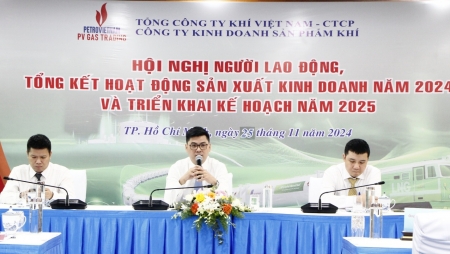 PETROVIETNAM
PV GAS TRADING
TỔNG CÔNG TY KHÍ VIỆT NAM - CTCP
CÔNG TY KINH DOANH SẢN PHẨM KHÍ
HỘI NGHỊ NGƯỜI LAO ĐỘNG,
TỔNG KẾT HOẠT ĐỘNG SẢN XUẤT KINH DOANH NĂM 2024
VÀ TRIỂN KHAI KẾ HOẠCH NĂM 2025
TP. Hồ Chí Minh, ngày 25 tháng 11 năm 2024